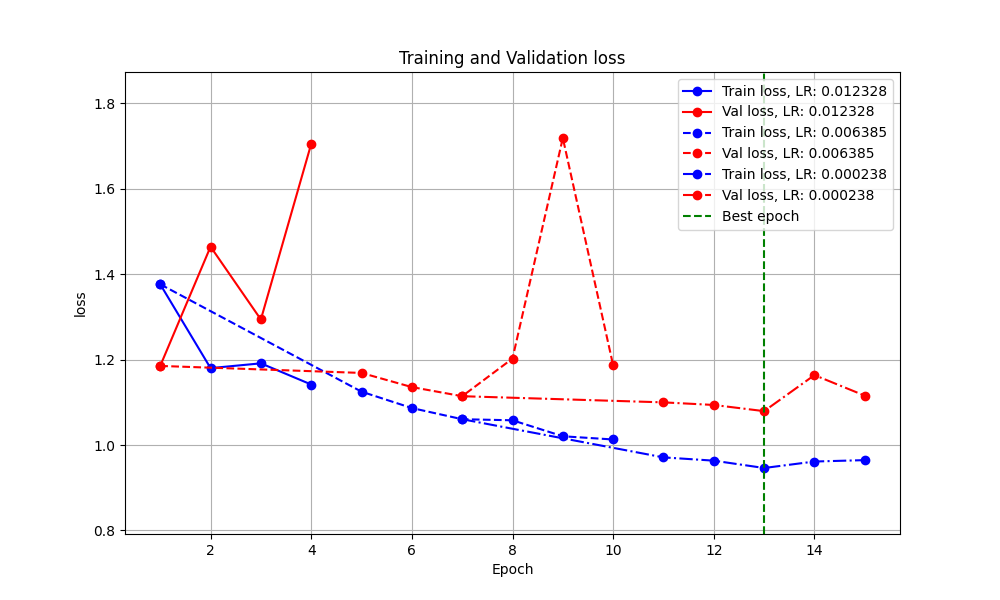 Training and Validation loss
Train loss, LR: 0.012328
Val loss, LR: 0.012328
Train loss, LR: 0.006385
Val loss, LR: 0.006385
Train loss, LR: 0.000238
Val loss, LR: 0.000238
Best epoch
loss
1.8
1.6
1.4
1.2
1.0
0.8
2 4 6 8 10 12 14
Epoch